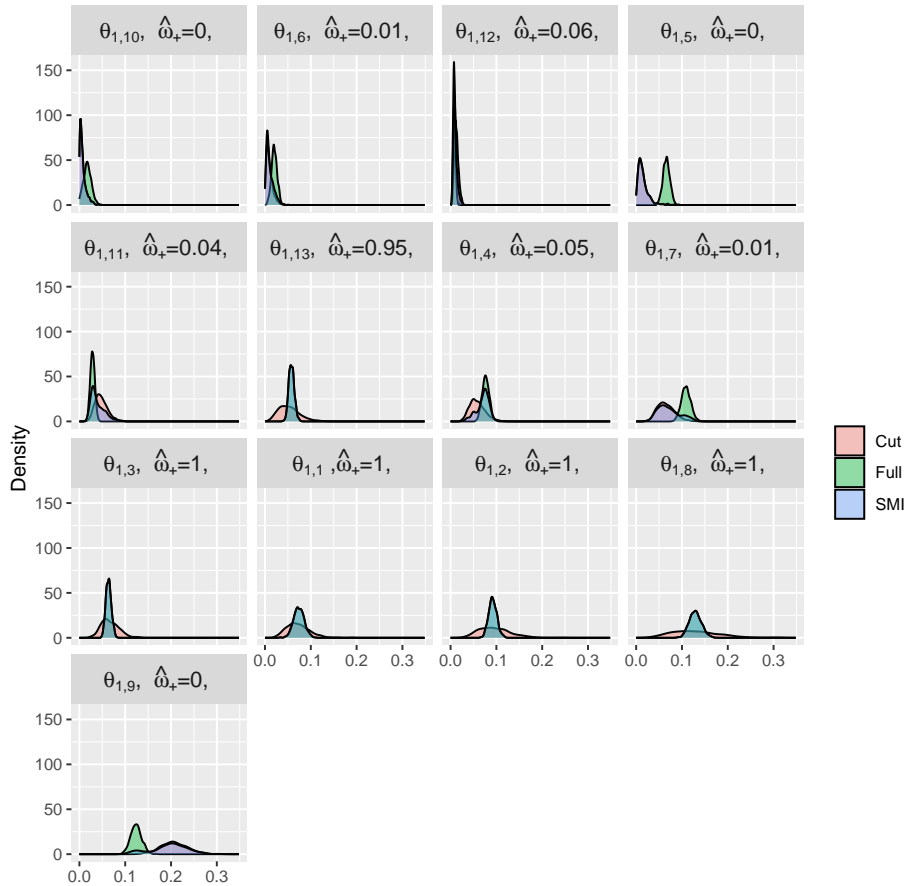 θ₁,₁₀, ω̂₊=0,
θ₁,₆, ω̂₊=0.01,
θ₁,₁₂, ω̂₊=0.06,
θ₁,₅, ω̂₊=0,
150
100
50
0
θ₁,₁₁, ω̂₊=0.04,
θ₁,₁₃, ω̂₊=0.95,
θ₁,₄, ω̂₊=0.05,
θ₁,₇, ω̂₊=0.01,
150
100
50
0
θ₁,₃, ω̂₊=1,
θ₁,₁ ,ω̂₊=1,
θ₁,₂, ω̂₊=1,
θ₁,₈, ω̂₊=1,
150
100
50
0
0.0 0.1 0.2 0.3
0.0 0.1 0.2 0.3
0.0 0.1 0.2 0.3
θ₁,₉, ω̂₊=0,
150
100
50
0
0.0 0.1 0.2 0.3
Density
Cut
Full
SMI